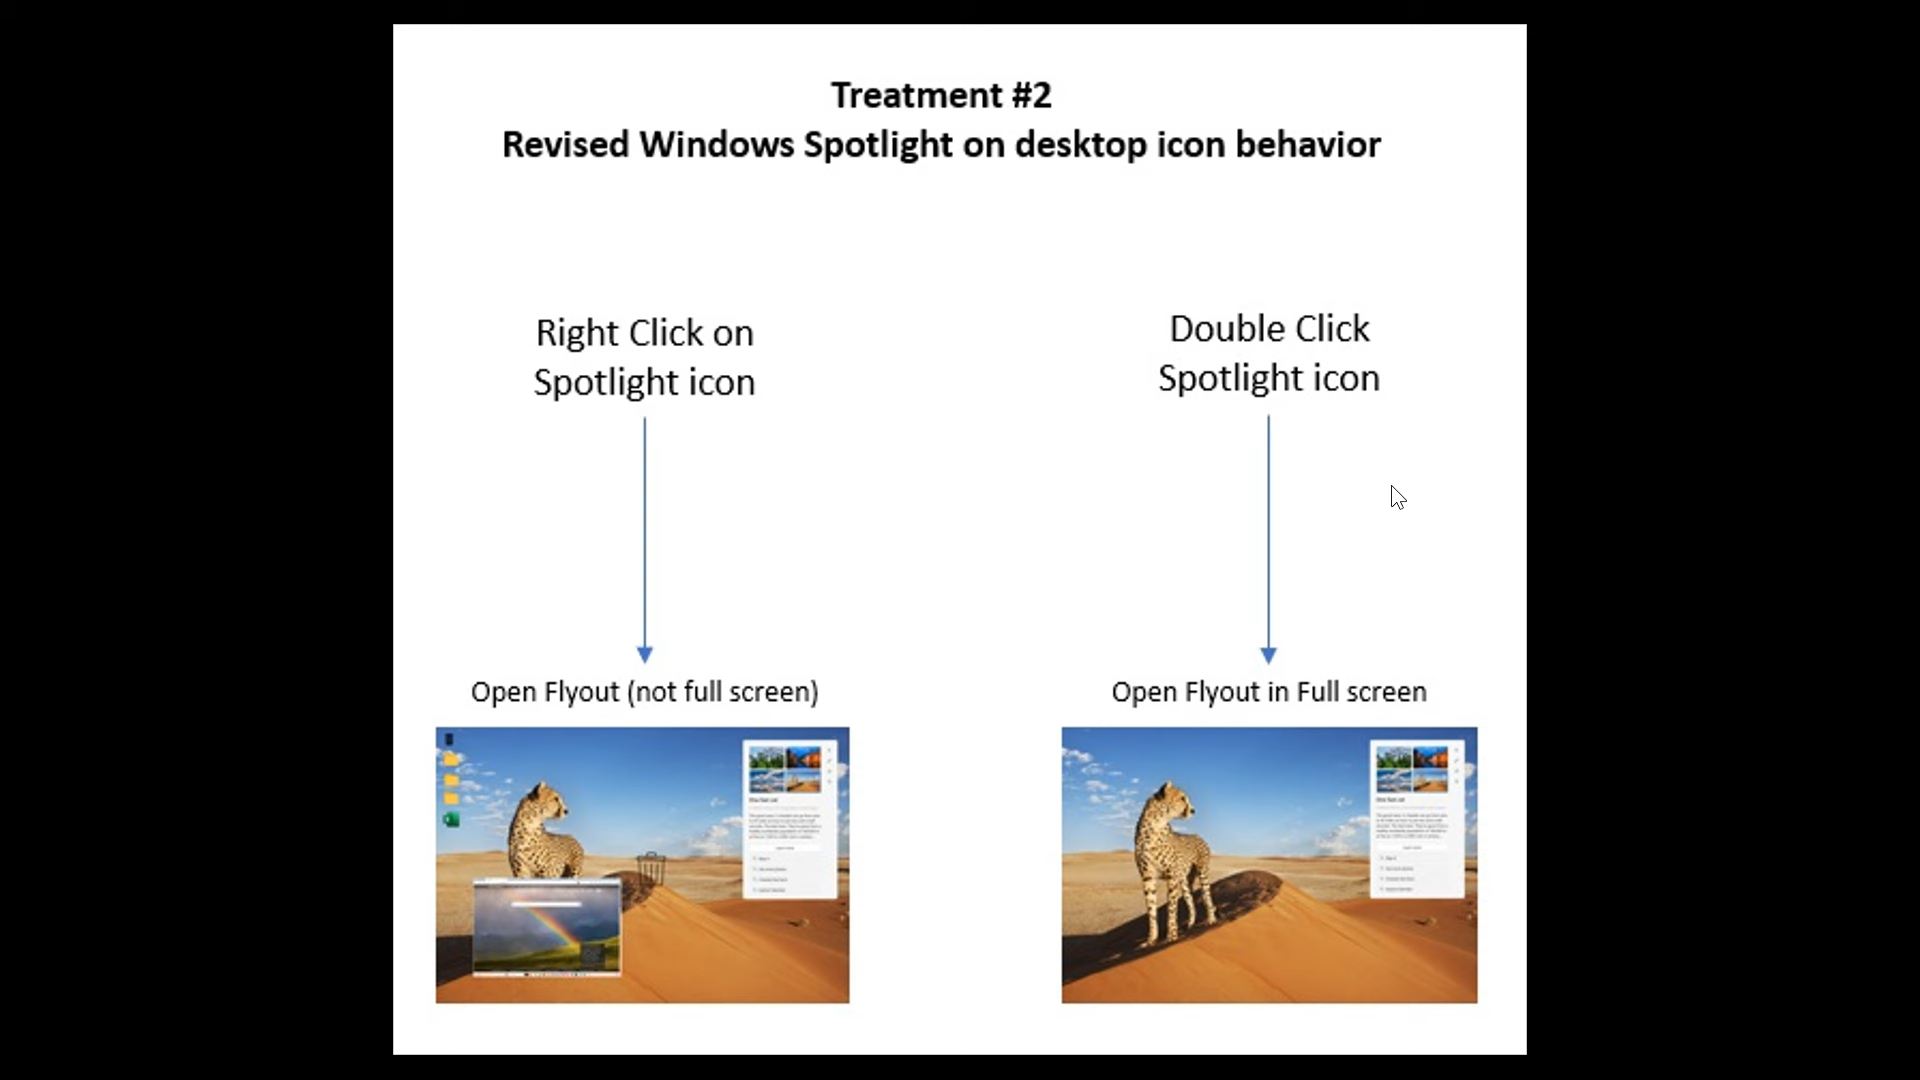 Treatment #2
Revised Windows Spotlight on desktop icon behavior
Right Click on
Spotlight icon
Double Click
Spotlight icon
Open Flyout (not full screen)
Open Flyout in Full screen